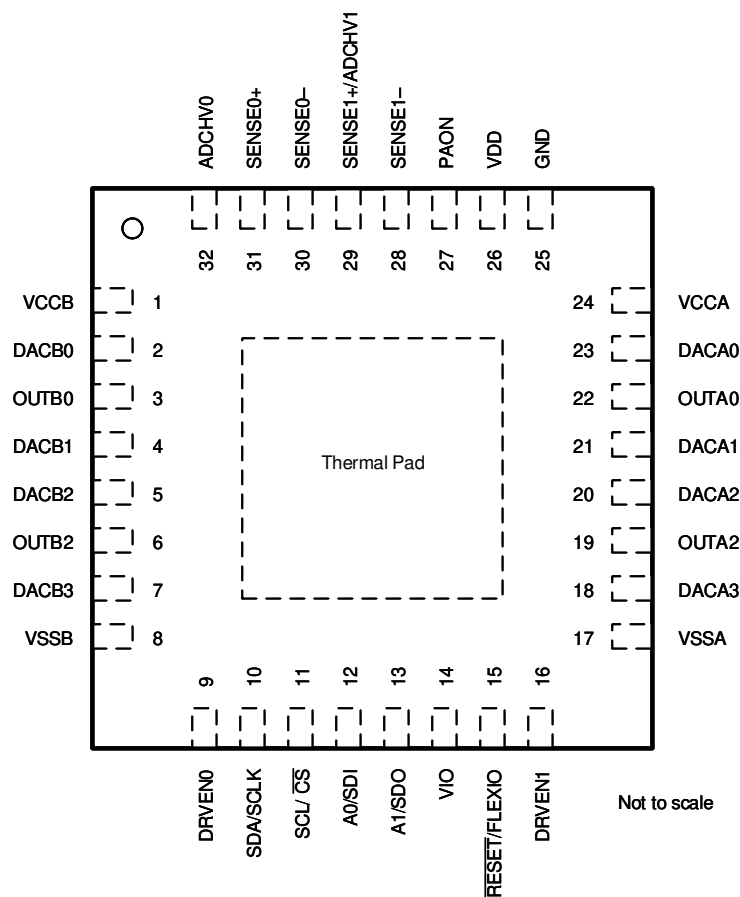 ADCHV0
SENSE0+
SENSE0–
SENSE1+/ADCHV1
SENSE1–
PAON
VDD
GND
32
31
30
29
28
27
26
25
VCCB 1
DACB0 2
OUTB0 3
DACB1 4
DACB2 5
OUTB2 6
DACB3 7
VSSB 8
Thermal Pad
24 VCCA
23 DACA0
22 OUTA0
21 DACA1
20 DACA2
19 OUTA2
18 DACA3
17 VSSA
9
10
11
12
13
14
15
16
DRVEN0
SDA/SCLK
SCL/ C̅S̅
A0/SDI
A1/SDO
VIO
R̅E̅S̅E̅T̅/FLEXIO
DRVEN1
Not to scale